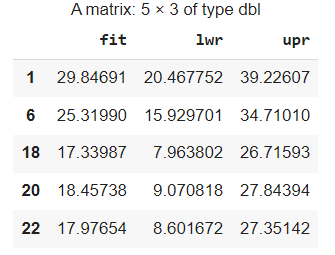 A matrix: 5 × 3 of type dbl
fit lwr upr
1 29.84691 20.467752 39.22607
6 25.31990 15.929701 34.71010
18 17.33987 7.963802 26.71593
20 18.45738 9.070818 27.84394
22 17.97654 8.601672 27.35142